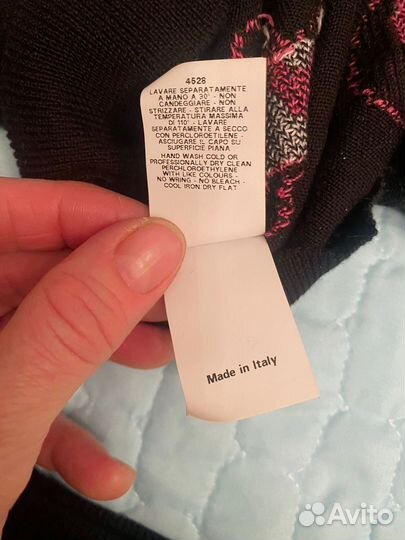 4528
LAVARE SEPARATAMENTE
A MANO A 30° - NON
CANDEGGIARE - NON
STRIZZARE - STIRARE ALLA
TEMPERATURA MASSIMA
DI 110° - LAVARE
SEPARATAMENTE A SECCO
CON PERCLOROETILENE -
ASCIUGARE IL CAPO SU
SUPERFICIE PIANA
HAND WASH COLD OR
PROFESSIONALLY DRY CLEAN
PERCHLOROETHYLENE
WITH LIKE COLOURS -
NO WRING - NO BLEACH -
COOL IRON DRY FLAT
Made in Italy
Avito